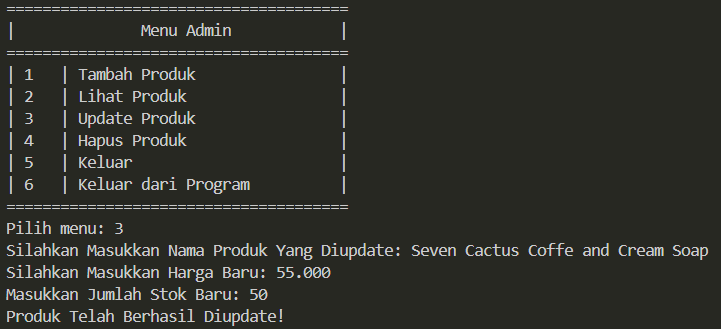 ======================================
|              Menu Admin            |
======================================
| 1   | Tambah Produk                |
| 2   | Lihat Produk                 |
| 3   | Update Produk                |
| 4   | Hapus Produk                 |
| 5   | Keluar                       |
| 6   | Keluar dari Program          |
======================================
Pilih menu: 3
Silahkan Masukkan Nama Produk Yang Diupdate: Seven Cactus Coffe and Cream Soap
Silahkan Masukkan Harga Baru: 55.000
Masukkan Jumlah Stok Baru: 50
Produk Telah Berhasil Diupdate!